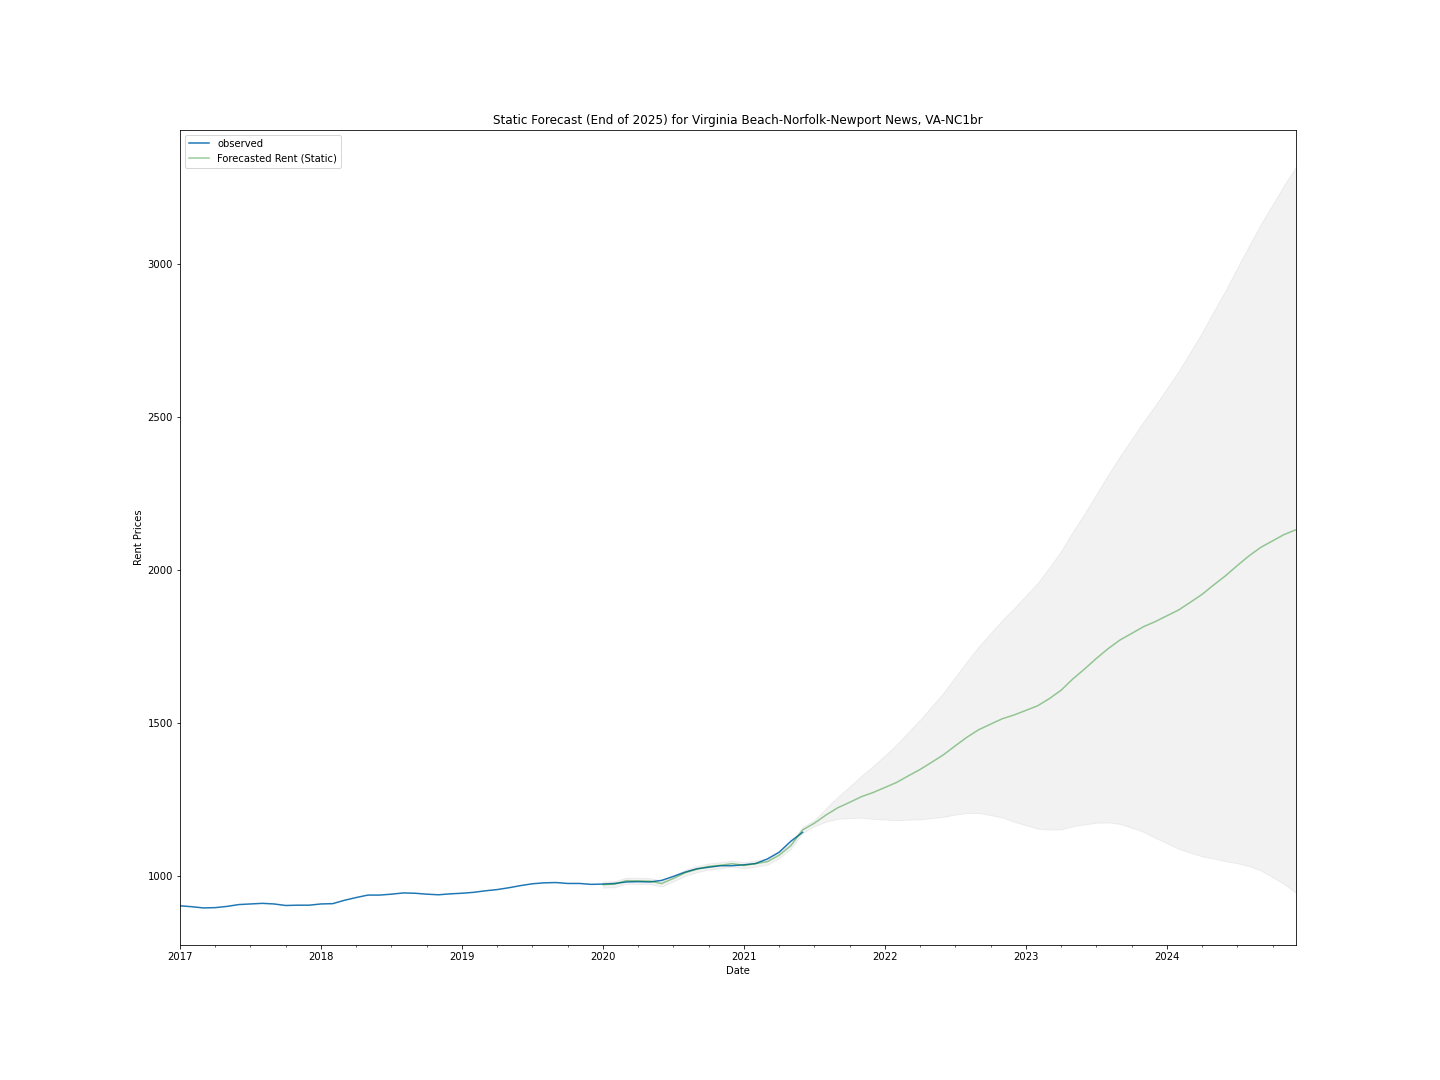 Static Forecast (End of 2025) for Virginia Beach-Norfolk-Newport News, VA-NC1br
observed
Forecasted Rent (Static)
3000
2500
2000
1500
1000
Rent Prices
2017 2018 2019 2020 2021 2022 2023 2024
Date